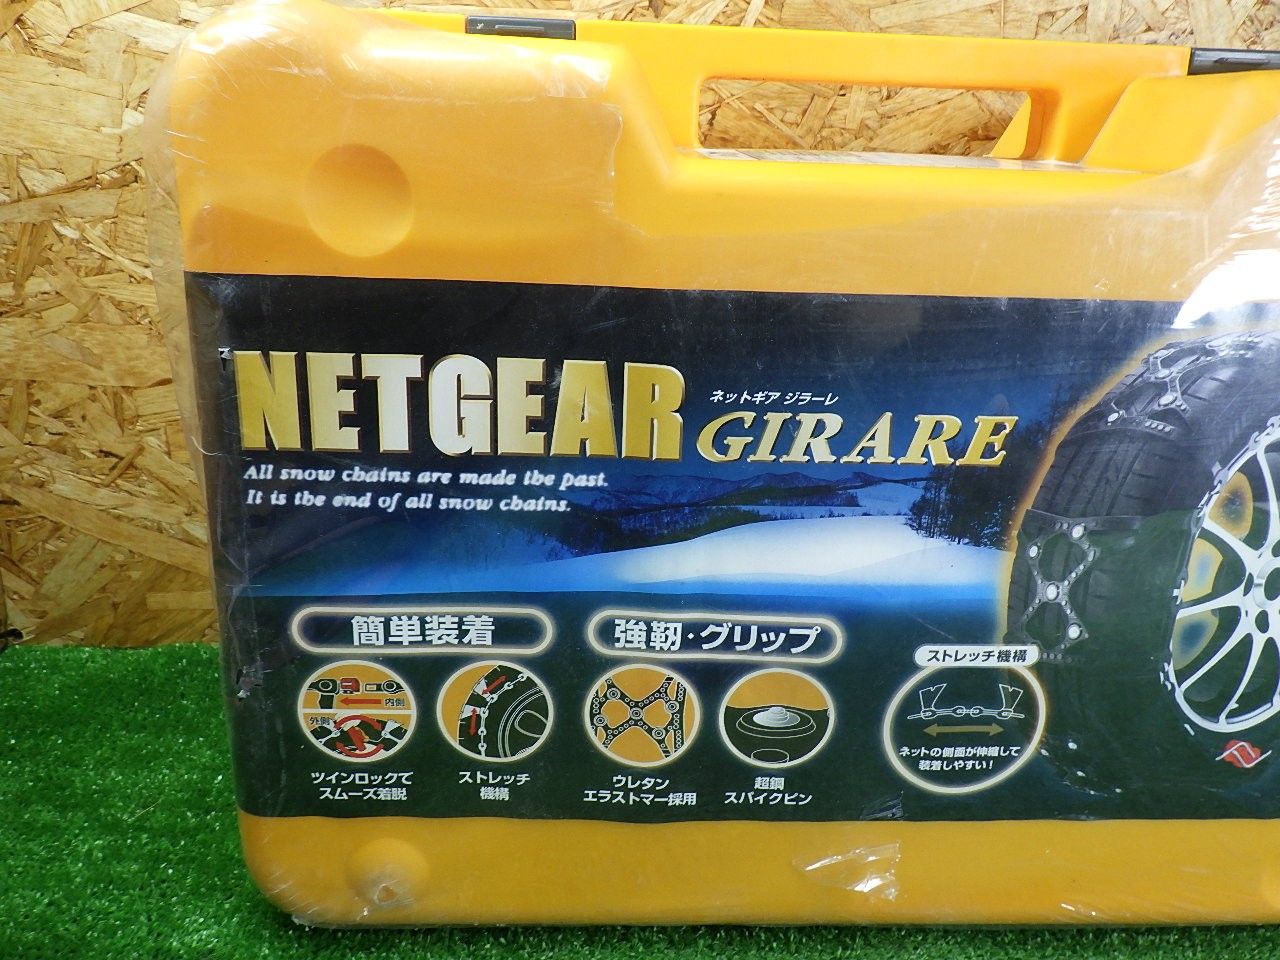 NETGEAR
ネットギア ジラーレ
GIRARE
All snow chains are made the past.
It is the end of all snow chains.
簡単装着
強靭・グリップ
ストレッチ機構
内側
外側
ネットの側面が伸縮して
装着しやすい!
ツインロックで
スムーズ着脱
ストレッチ
機構
ウレタン
エラストマー採用
超鋼
スパイクピン